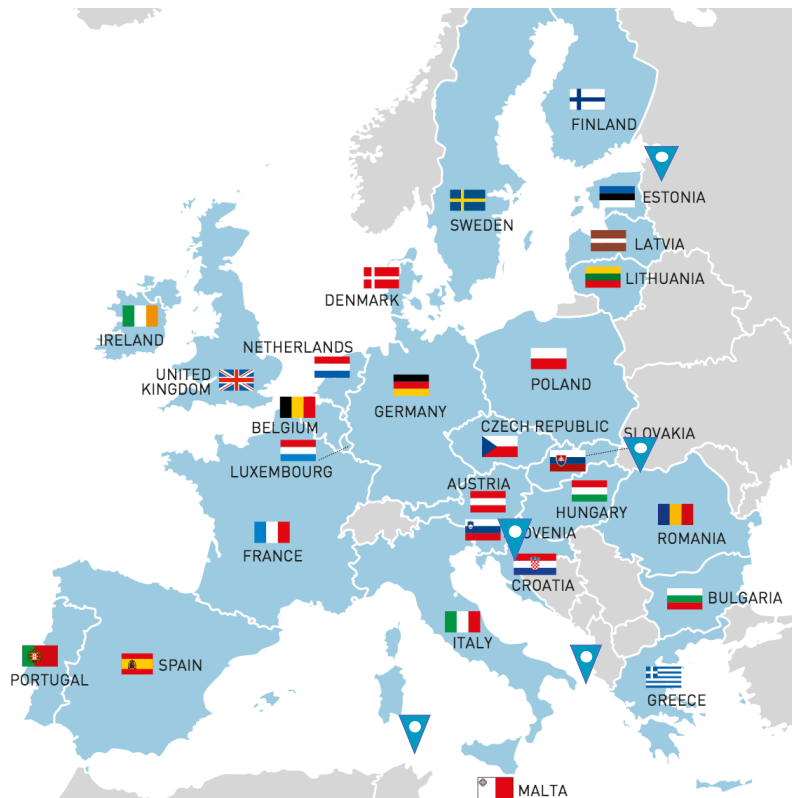 FINLAND
ESTONIA
SWEDEN
LATVIA
LITHUANIA
DENMARK
IRELAND
NETHERLANDS
UNITED
KINGDOM
POLAND
GERMANY
BELGIUM
CZECH REPUBLIC
SLOVAKIA
LUXEMBOURG
AUSTRIA
HUNGARY
OVENIA
ROMANIA
FRANCE
CROATIA
BULGARIA
ITALY
SPAIN
PORTUGAL
GREECE
MALTA